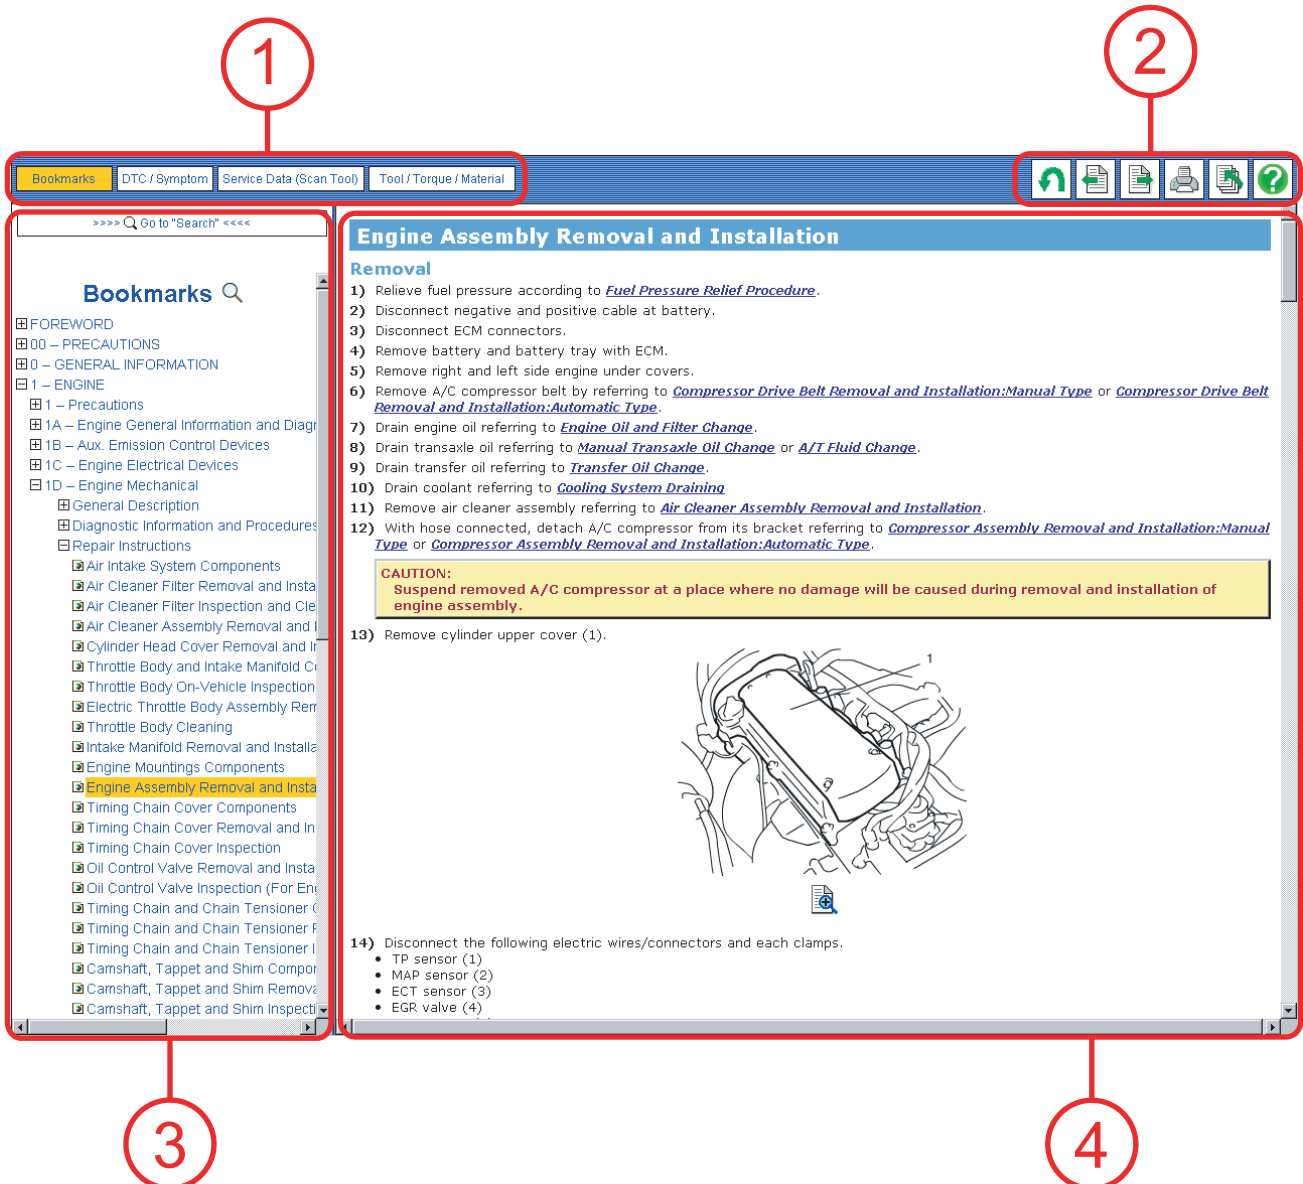 1
2
Bookmarks
DTC / Symptom
Service Data (Scan Tool)
Tool / Torque / Material
>>>> Go to "Search" <<<<
Bookmarks
FOREWORD
00 – PRECAUTIONS
0 – GENERAL INFORMATION
1 – ENGINE
1 – Precautions
1A – Engine General Information and Diagn
1B – Aux. Emission Control Devices
1C – Engine Electrical Devices
1D – Engine Mechanical
General Description
Diagnostic Information and Procedures
Repair Instructions
Air Intake System Components
Air Cleaner Filter Removal and Insta
Air Cleaner Filter Inspection and Cle
Air Cleaner Assembly Removal and I
Cylinder Head Cover Removal and In
Throttle Body and Intake Manifold Co
Throttle Body On-Vehicle Inspection
Electric Throttle Body Assembly Rem
Throttle Body Cleaning
Intake Manifold Removal and Installa
Engine Mountings Components
Engine Assembly Removal and Insta
Timing Chain Cover Components
Timing Chain Cover Removal and In
Timing Chain Cover Inspection
Oil Control Valve Removal and Insta
Oil Control Valve Inspection (For Eng
Timing Chain and Chain Tensioner C
Timing Chain and Chain Tensioner R
Timing Chain and Chain Tensioner I
Camshaft, Tappet and Shim Compon
Camshaft, Tappet and Shim Remova
Camshaft, Tappet and Shim Inspecti
Engine Assembly Removal and Installation
Removal
1) Relieve fuel pressure according to Fuel Pressure Relief Procedure.
2) Disconnect negative and positive cable at battery.
3) Disconnect ECM connectors.
4) Remove battery and battery tray with ECM.
5) Remove right and left side engine under covers.
6) Remove A/C compressor belt by referring to Compressor Drive Belt Removal and Installation:Manual Type or Compressor Drive Belt
Removal and Installation:Automatic Type.
7) Drain engine oil referring to Engine Oil and Filter Change.
8) Drain transaxle oil referring to Manual Transaxle Oil Change or A/T Fluid Change.
9) Drain transfer oil referring to Transfer Oil Change.
10) Drain coolant referring to Cooling System Draining
11) Remove air cleaner assembly referring to Air Cleaner Assembly Removal and Installation.
12) With hose connected, detach A/C compressor from its bracket referring to Compressor Assembly Removal and Installation:Manual
Type or Compressor Assembly Removal and Installation:Automatic Type.
CAUTION:
Suspend removed A/C compressor at a place where no damage will be caused during removal and installation of
engine assembly.
13) Remove cylinder upper cover (1).
1
14) Disconnect the following electric wires/connectors and each clamps.
• TP sensor (1)
• MAP sensor (2)
• ECT sensor (3)
• EGR valve (4)
3
4